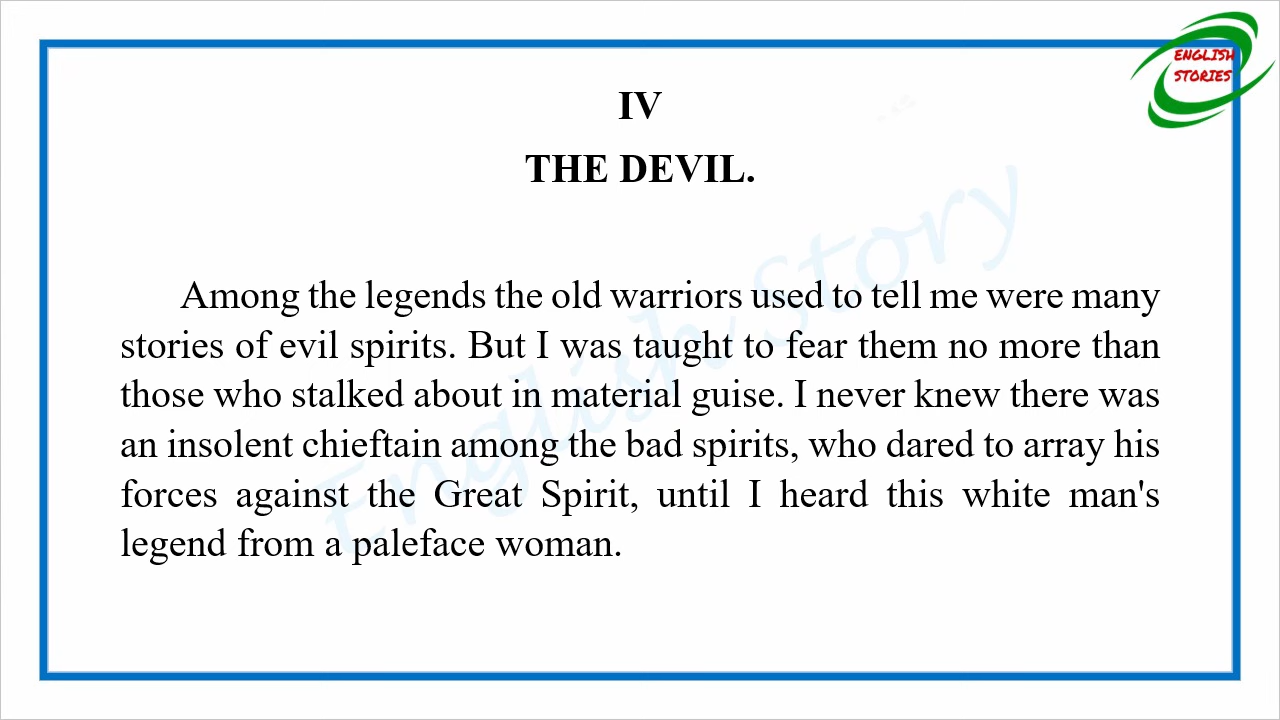 ENGLISH
STORIES
IV
THE DEVIL.
Among the legends the old warriors used to tell me were many
stories of evil spirits. But I was taught to fear them no more than
those who stalked about in material guise. I never knew there was
an insolent chieftain among the bad spirits, who dared to array his
forces against the Great Spirit, until I heard this white man's
legend from a paleface woman.
English Story